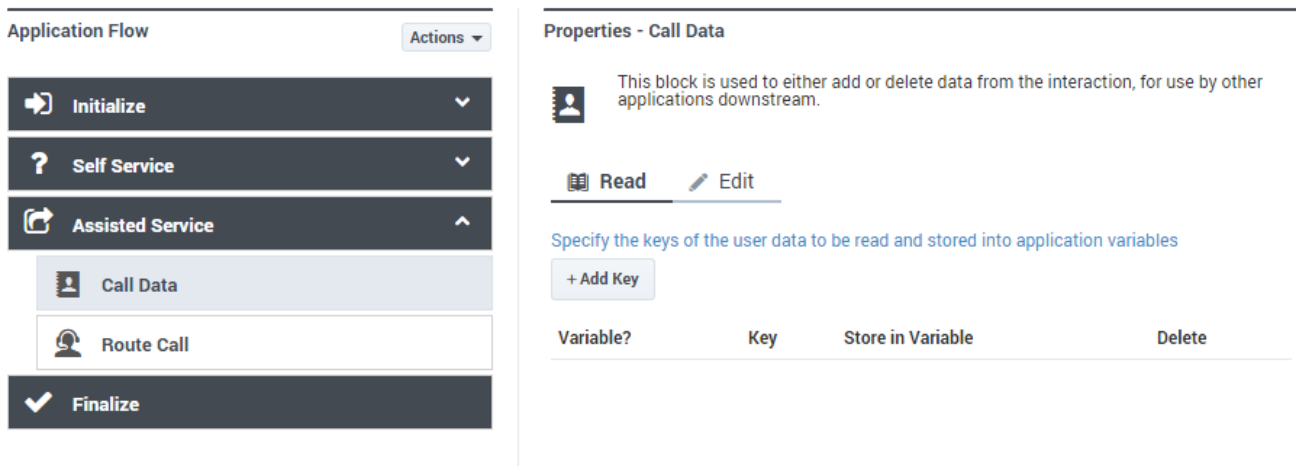 Application Flow
Actions
Initialize
Self Service
Assisted Service
Call Data
Route Call
Finalize
Properties - Call Data
This block is used to either add or delete data from the interaction, for use by other
applications downstream.
Read Edit
Specify the keys of the user data to be read and stored into application variables
+ Add Key
Variable? Key Store in Variable Delete